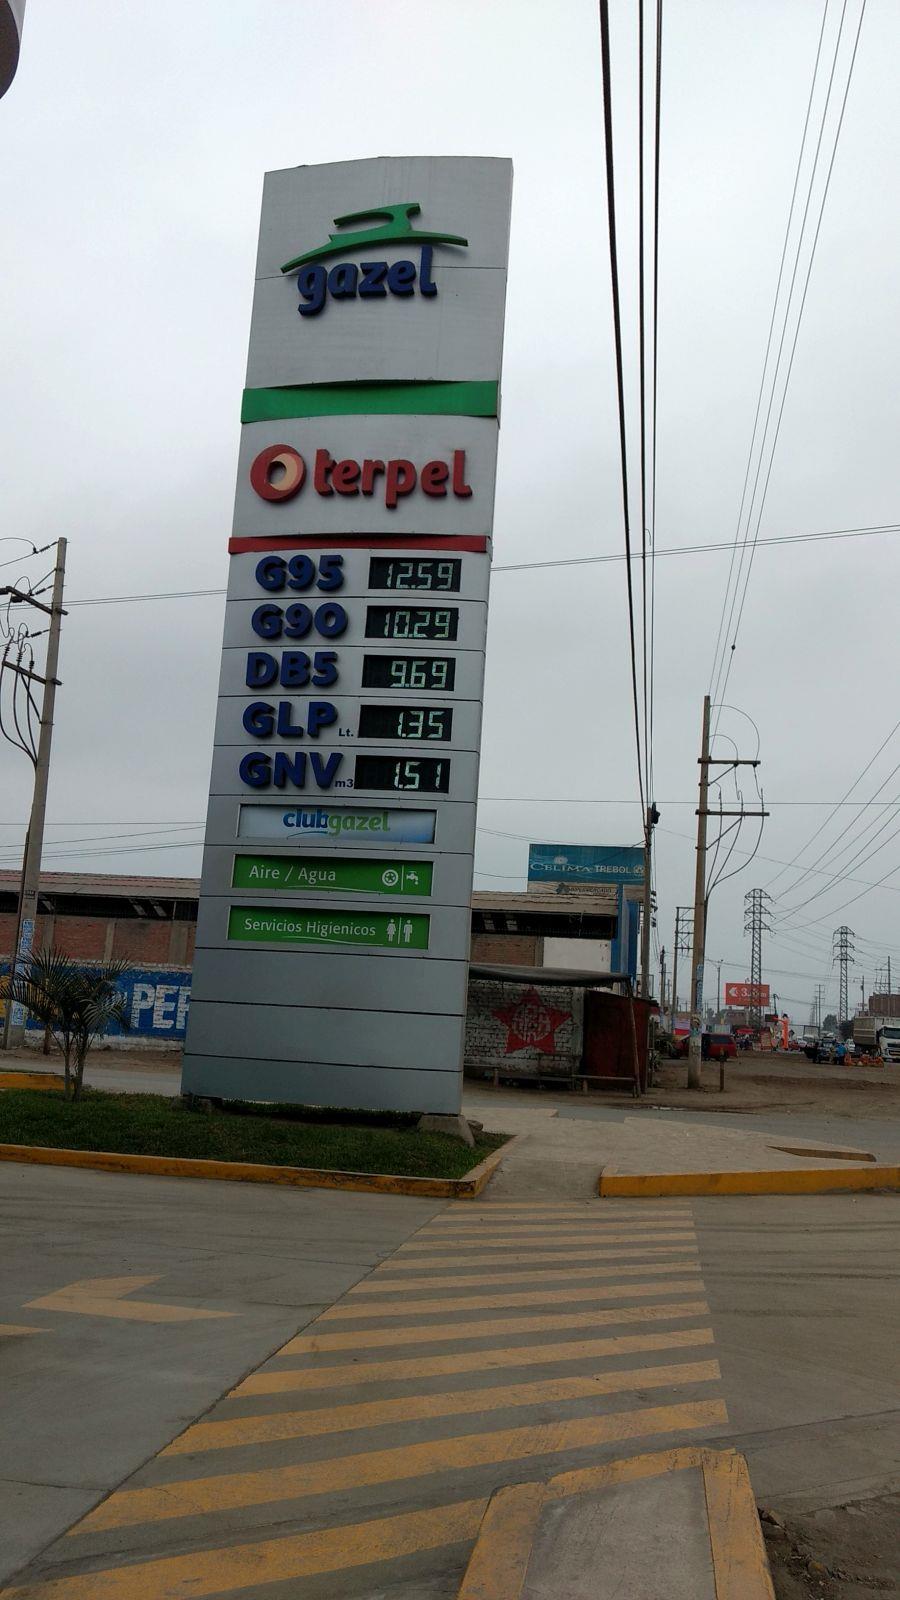 gazel
terpel
G95 12.59
G90 10.29
DB5 9.69
GLP Lt. 1.35
GNV m3 1.51
clubgazel
Aire / Agua
Servicios Higienicos
CELIMA TREBOL
PER